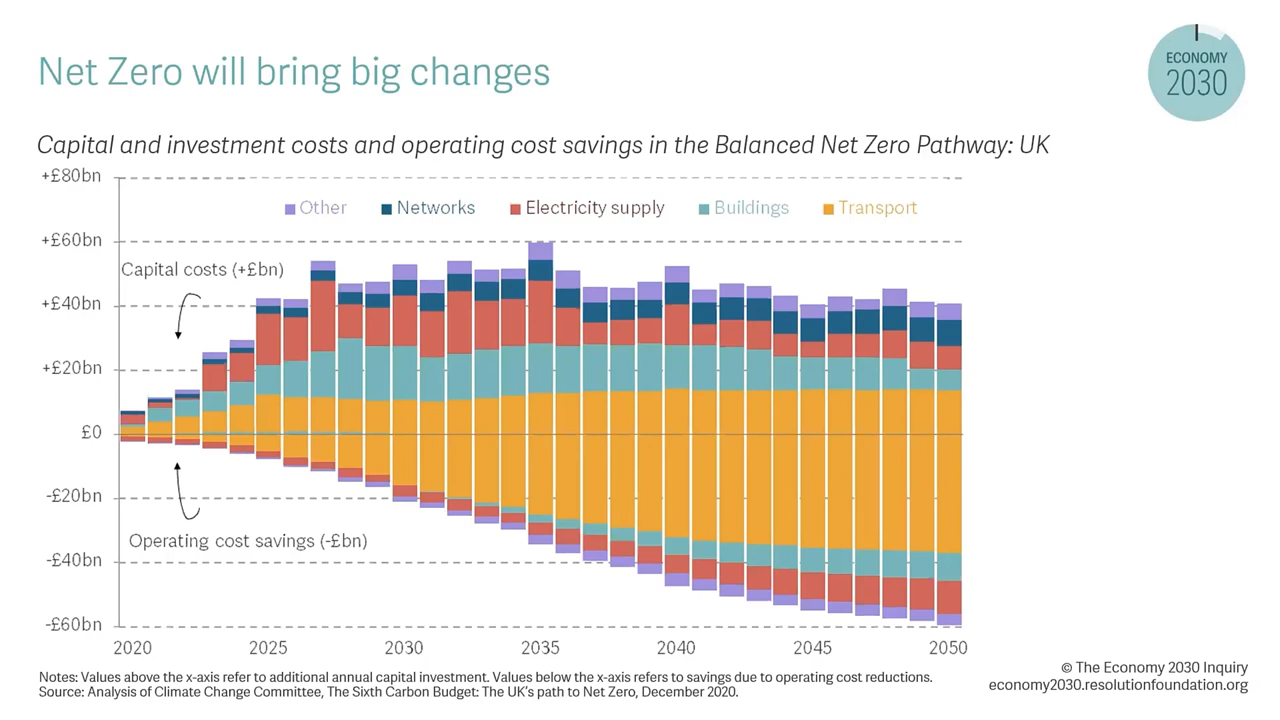 Net Zero will bring big changes
ECONOMY
2030
Capital and investment costs and operating cost savings in the Balanced Net Zero Pathway: UK
+£80bn
Other
Networks
Electricity supply
Buildings
Transport
+£60bn
Capital costs (+£bn)
+£40bn
+£20bn
£0
-£20bn
Operating cost savings (-£bn)
-£40bn
-£60bn
2020
2025
2030
2035
2040
2045
2050
Notes: Values above the x-axis refer to additional annual capital investment. Values below the x-axis refers to savings due to operating cost reductions.
Source: Analysis of Climate Change Committee, The Sixth Carbon Budget: The UK's path to Net Zero, December 2020.
© The Economy 2030 Inquiry
economy2030.resolutionfoundation.org